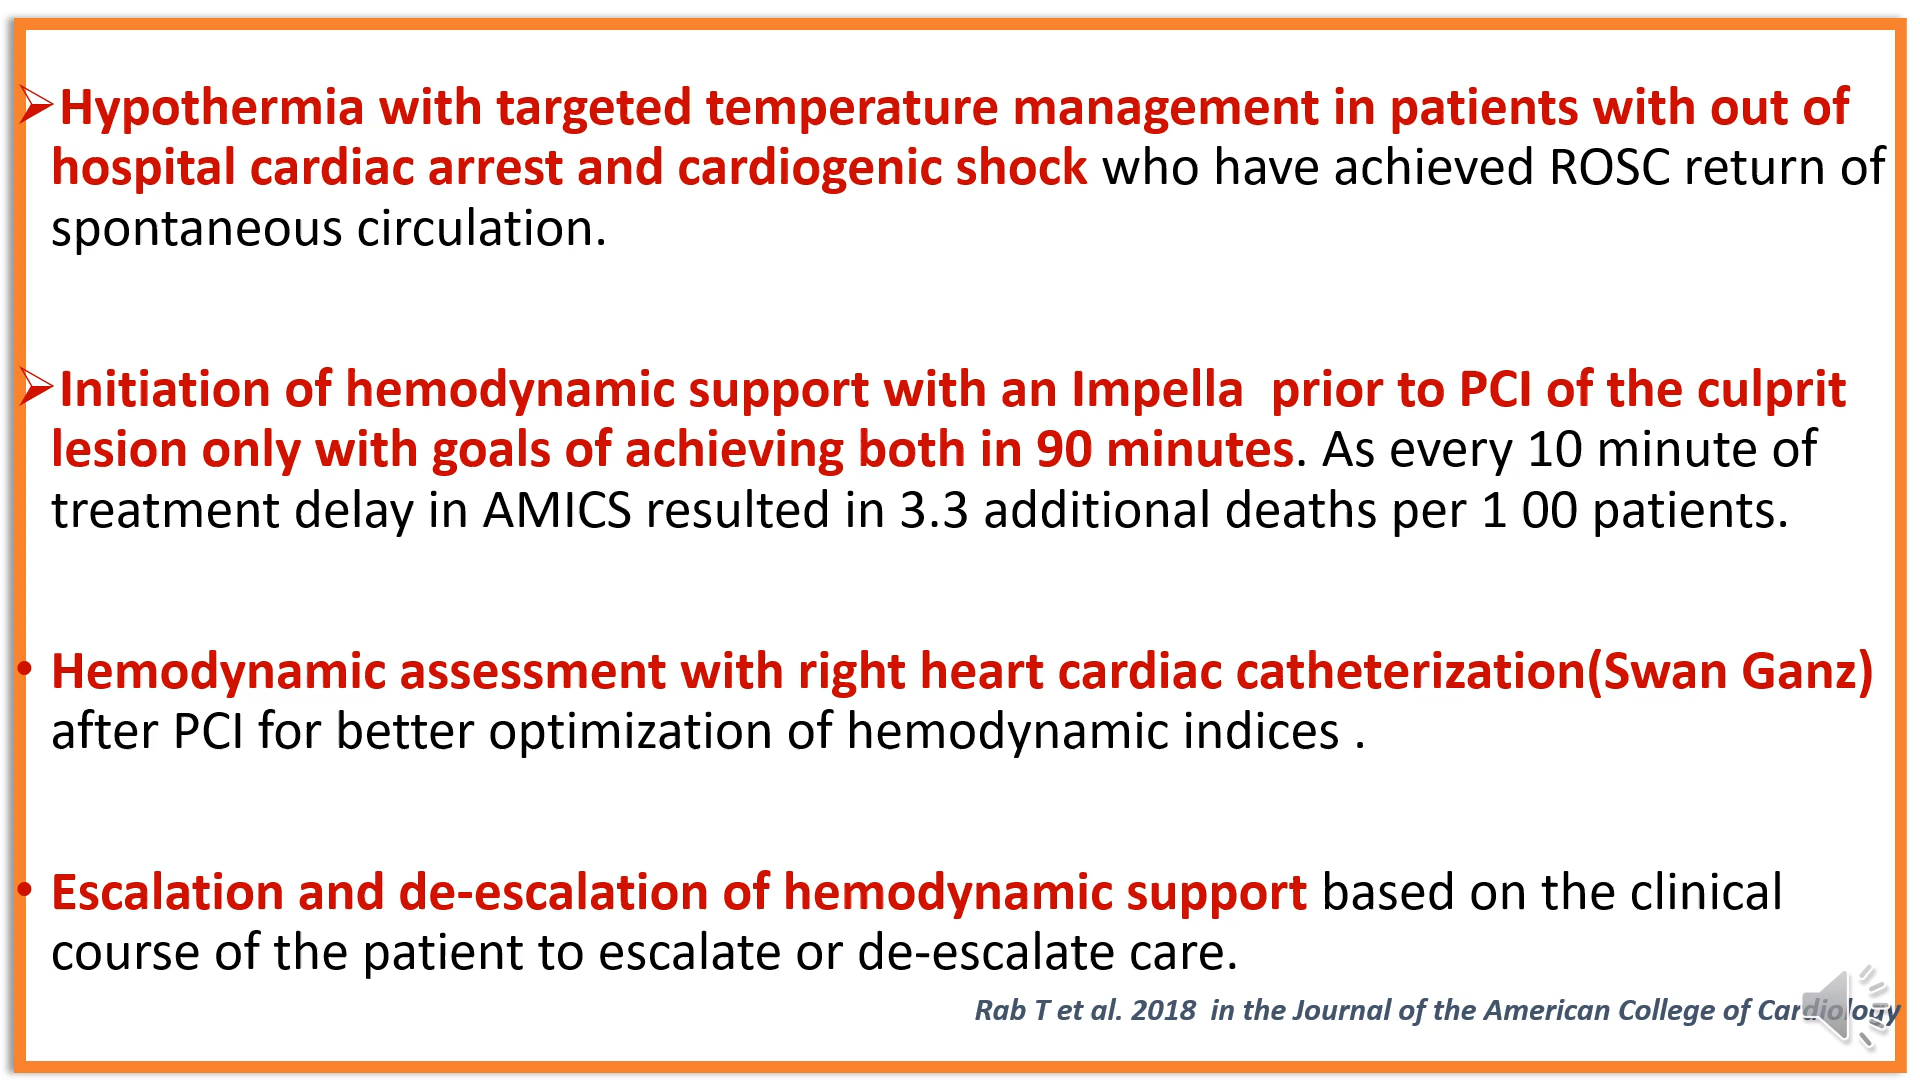 ➢Hypothermia with targeted temperature management in patients with out of
hospital cardiac arrest and cardiogenic shock who have achieved ROSC return of
spontaneous circulation.
➢Initiation of hemodynamic support with an Impella  prior to PCI of the culprit
lesion only with goals of achieving both in 90 minutes. As every 10 minute of
treatment delay in AMICS resulted in 3.3 additional deaths per 1 00 patients.
• Hemodynamic assessment with right heart cardiac catheterization(Swan Ganz)
after PCI for better optimization of hemodynamic indices .
• Escalation and de-escalation of hemodynamic support based on the clinical
course of the patient to escalate or de-escalate care.
Rab T et al. 2018  in the Journal of the American College of Cardiology